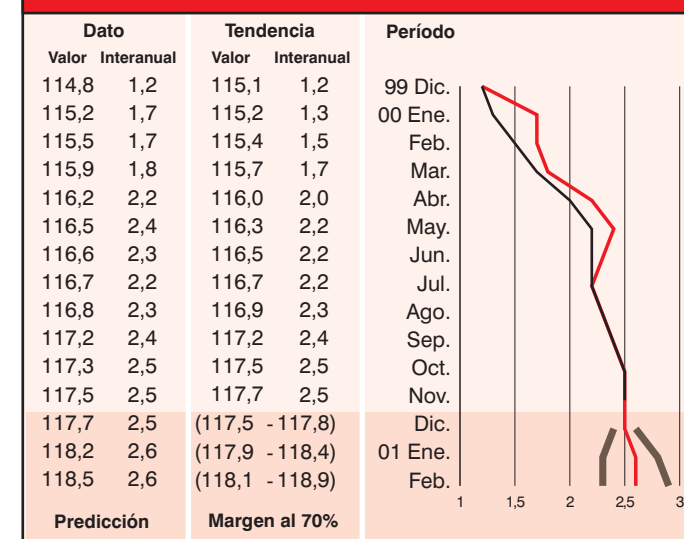 Dato Tendencia Período
Valor Interanual Valor Interanual
114,8 1,2 115,1 1,2 99 Dic.
115,2 1,7 115,2 1,3 00 Ene.
115,5 1,7 115,4 1,5 Feb.
115,9 1,8 115,7 1,7 Mar.
116,2 2,2 116,0 2,0 Abr.
116,5 2,4 116,3 2,2 May.
116,6 2,3 116,5 2,2 Jun.
116,7 2,2 116,7 2,2 Jul.
116,8 2,3 116,9 2,3 Ago.
117,2 2,4 117,2 2,4 Sep.
117,3 2,5 117,5 2,5 Oct.
117,5 2,5 117,7 2,5 Nov.
117,7 2,5 (117,5 - 117,8) Dic.
118,2 2,6 (117,9 - 118,4) 01 Ene.
118,5 2,6 (118,1 - 118,9) Feb.
1 1,5 2 2,5 3
Predicción Margen al 70%